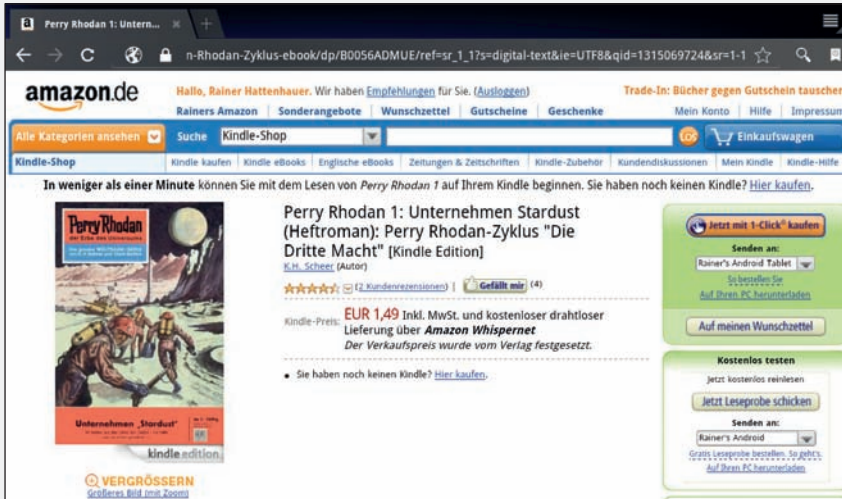 Perry Rhodan 1: Untern...
n-Rhodan-Zyklus-ebook/dp/B0056ADMUE/ref=sr_1_1?s=digital-text&ie=UTF8&qid=1315069724&sr=1-1
amazon.de
Hallo, Rainer Hattenhauer. Wir haben Empfehlungen für Sie. (Ausloggen)
Trade-In: Bücher gegen Gutschein tauschen
Rainers Amazon | Sonderangebote | Wunschzettel | Gutscheine | Geschenke
Mein Konto | Hilfe | Impressum
Alle Kategorien ansehen
Suche Kindle-Shop
LOS
Einkaufswagen
Kindle-Shop
Kindle kaufen | Kindle eBooks | Englische eBooks | Zeitungen & Zeitschriften | Kindle-Zubehör | Kundendiskussionen | Mein Kindle | Kindle-Hilfe
In weniger als einer Minute können Sie mit dem Lesen von Perry Rhodan 1 auf Ihrem Kindle beginnen. Sie haben noch keinen Kindle? Hier kaufen.
Perry Rhodan
der Erbe des Universums
Unternehmen „Stardust"
kindle edition
VERGRÖSSERN
Größeres Bild (mit Zoom)
Perry Rhodan 1: Unternehmen Stardust
(Heftroman): Perry Rhodan-Zyklus "Die
Dritte Macht" [Kindle Edition]
K.H. Scheer (Autor)
(2 Kundenrezensionen) | Gefällt mir (4)
Kindle-Preis: EUR 1,49 Inkl. MwSt. und kostenloser drahtloser
Lieferung über Amazon Whispernet
Der Verkaufspreis wurde vom Verlag festgesetzt.
• Sie haben noch keinen Kindle? Hier kaufen.
Jetzt mit 1-Click® kaufen
Senden an:
Rainer's Android Tablet
So bestellen Sie
Auf Ihren PC herunterladen
Auf meinen Wunschzettel
Kostenlos testen
Jetzt kostenlos reinlesen
Jetzt Leseprobe schicken
Senden an:
Rainer's Android
Gratis Leseprobe bestellen. So geht's.
Auf Ihren PC herunterladen